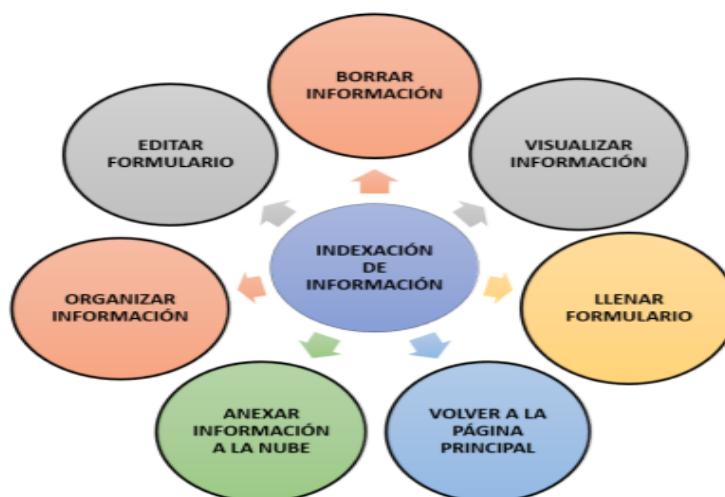 BORRAR
INFORMACIÓN
EDITAR
FORMULARIO
VISUALIZAR
INFORMACIÓN
INDEXACIÓN
DE
INFORMACIÓN
ORGANIZAR
INFORMACIÓN
LLENAR
FORMULARIO
ANEXAR
INFORMACIÓN
A LA NUBE
VOLVER A LA
PÁGINA
PRINCIPAL